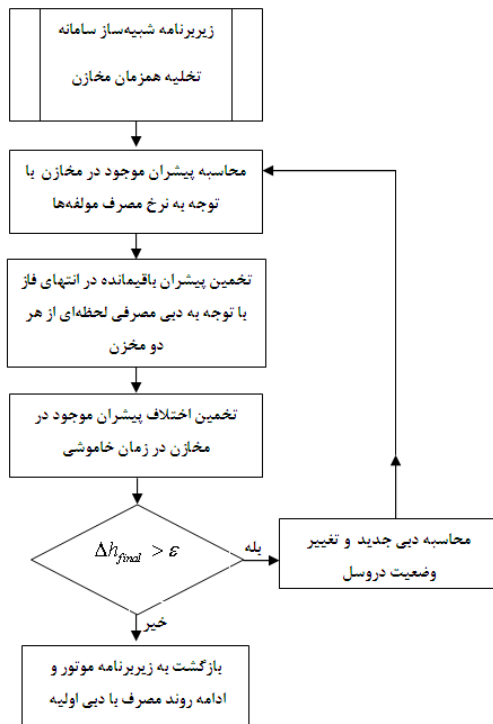 زیربرنامه شبیه‌ساز سامانه
تخلیه همزمان مخازن
محاسبه پیشران موجود در مخازن با
توجه به نرخ مصرف مولفه‌ها
تخمین پیشران باقیمانده در انتهای فاز
با توجه به دبی مصرفی لحظه‌ای از هر
دو مخزن
تخمین اختلاف پیشران موجود در
مخازن در زمان خاموشی
Δh_final > ε
بله
محاسبه دبی جدید و تغییر
وضعیت دروسل
خیر
بازگشت به زیربرنامه موتور و
ادامه روند مصرف با دبی اولیه